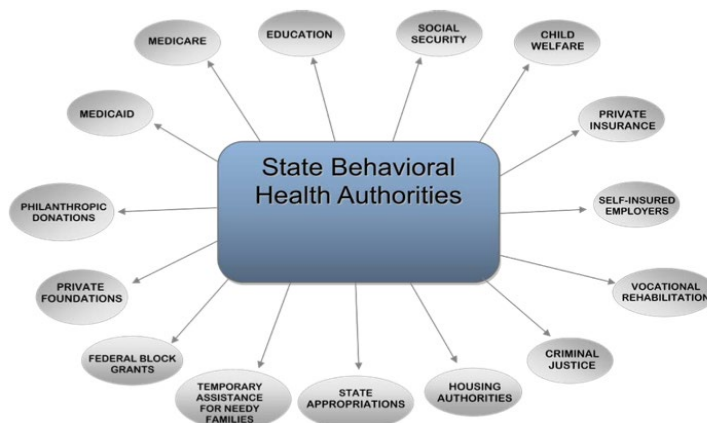 State Behavioral
Health Authorities
MEDICARE
EDUCATION
SOCIAL
SECURITY
CHILD
WELFARE
PRIVATE
INSURANCE
SELF-INSURED
EMPLOYERS
VOCATIONAL
REHABILITATION
CRIMINAL
JUSTICE
HOUSING
AUTHORITIES
STATE
APPROPRIATIONS
TEMPORARY
ASSISTANCE
FOR NEEDY
FAMILIES
FEDERAL BLOCK
GRANTS
PRIVATE
FOUNDATIONS
PHILANTHROPIC
DONATIONS
MEDICAID